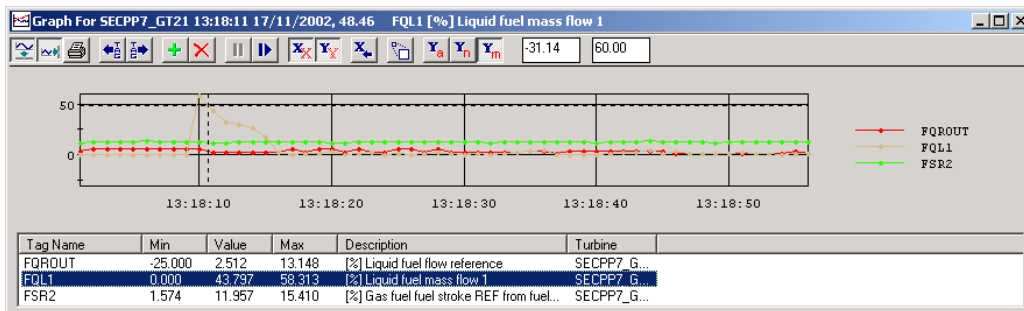 Graph For SECPP7_GT21 13:18:11 17/11/2002, 48.46 FQL1 [%] Liquid fuel mass flow 1
T E T E X X Y Y X Y a Y n Y m -31.14 60.00
50
0
FQROUT
FQL1
FSR2
13:18:10 13:18:20 13:18:30 13:18:40 13:18:50
Tag Name Min Value Max Description Turbine
FQROUT -25.000 2.512 13.148 [%] Liquid fuel flow reference SECPP7_G...
FQL1 0.000 43.797 58.313 [%] Liquid fuel mass flow 1 SECPP7_G...
FSR2 1.574 11.957 15.410 [%] Gas fuel fuel stroke REF from fuel... SECPP7_G...